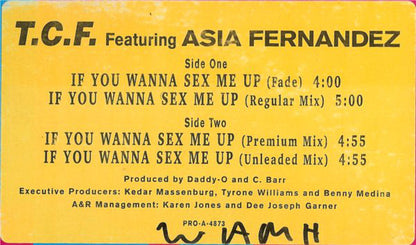 T.C.F. Featuring ASIA FERNANDEZ
Side One
IF YOU WANNA SEX ME UP (Fade) 4:00
IF YOU WANNA SEX ME UP (Regular Mix) 5:00
Side Two
IF YOU WANNA SEX ME UP (Premium Mix) 4:55
IF YOU WANNA SEX ME UP (Unleaded Mix) 4:55
Produced by Daddy-O and C. Barr
Executive Producers: Kedar Massenburg, Tyrone Williams and Benny Medina
A&R Management: Karen Jones and Dee Joseph Garner
PRO-A-4873
WAMH